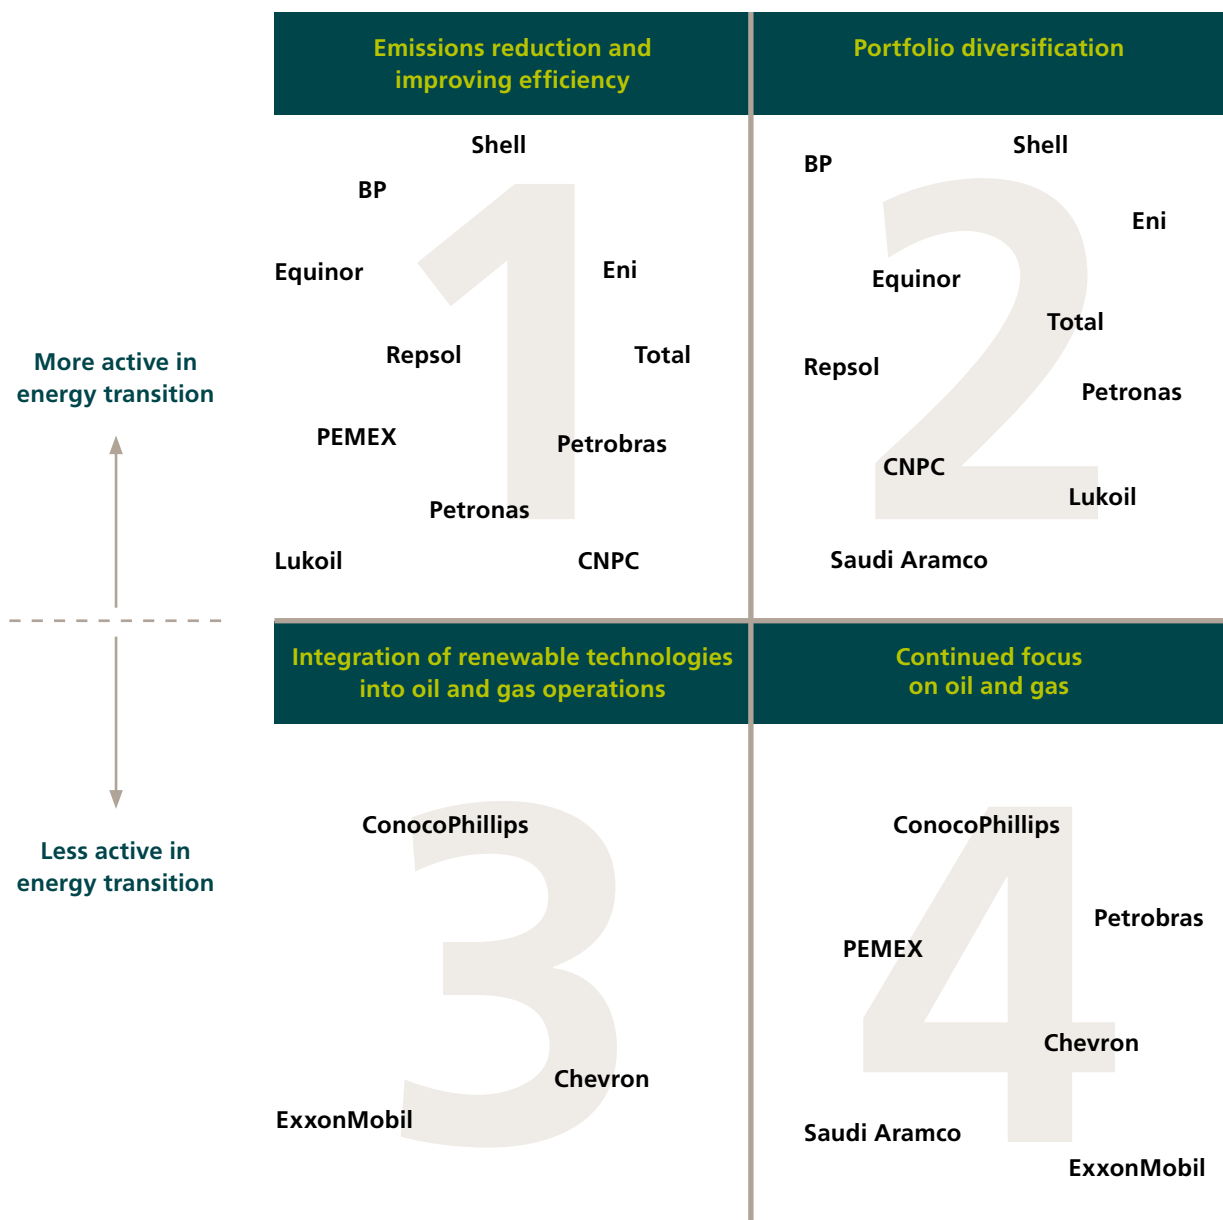 Emissions reduction and
improving efficiency
Portfolio diversification
More active in
energy transition
Less active in
energy transition
1
Shell
BP
Equinor
Eni
Repsol
Total
PEMEX
Petrobras
Petronas
Lukoil
CNPC
2
Shell
BP
Eni
Equinor
Total
Repsol
Petronas
CNPC
Lukoil
Saudi Aramco
Integration of renewable technologies
into oil and gas operations
Continued focus
on oil and gas
3
ConocoPhillips
Chevron
ExxonMobil
4
ConocoPhillips
Petrobras
PEMEX
Chevron
Saudi Aramco
ExxonMobil